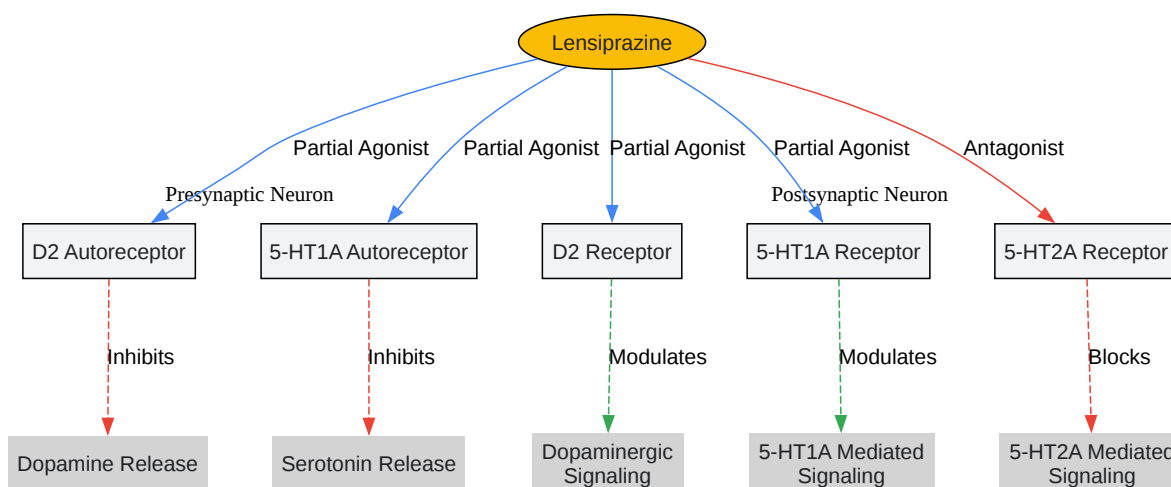 Lensiprazine
Partial Agonist
Partial Agonist
Partial Agonist
Partial Agonist
Antagonist
Presynaptic Neuron
Postsynaptic Neuron
D2 Autoreceptor
5-HT1A Autoreceptor
D2 Receptor
5-HT1A Receptor
5-HT2A Receptor
Inhibits
Inhibits
Modulates
Modulates
Blocks
Dopamine Release
Serotonin Release
Dopaminergic
Signaling
5-HT1A Mediated
Signaling
5-HT2A Mediated
Signaling